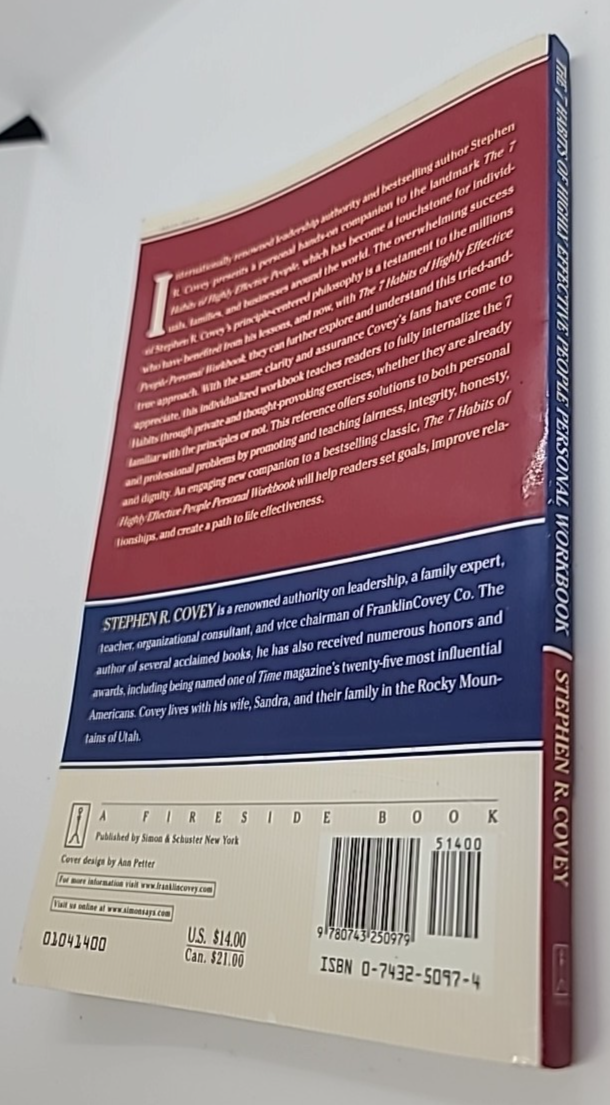 Internationally renowned leadership authority and bestselling author Stephen
R. Covey presents a personal hands-on companion to the landmark The 7
Habits of Highly Effective People, which has become a touchstone for individ-
uals, families, and businesses around the world. The overwhelming success
of Stephen R. Covey's principle-centered philosophy is a testament to the millions
who have benefited from his lessons, and now, with The 7 Habits of Highly Effective
People Personal Workbook, they can further explore and understand this tried-and-
true approach. With the same clarity and assurance Covey's fans have come to
appreciate, this individualized workbook teaches readers to fully internalize the 7
Habits through private and thought-provoking exercises, whether they are already
familiar with the principles or not. This reference offers solutions to both personal
and professional problems by promoting and teaching fairness, integrity, honesty,
and dignity. An engaging new companion to a bestselling classic, The 7 Habits of
Highly Effective People Personal Workbook will help readers set goals, improve rela-
tionships, and create a path to life effectiveness.
STEPHEN R. COVEY is a renowned authority on leadership, a family expert,
teacher, organizational consultant, and vice chairman of FranklinCovey Co. The
author of several acclaimed books, he has also received numerous honors and
awards, including being named one of Time magazine's twenty-five most influential
Americans. Covey lives with his wife, Sandra, and their family in the Rocky Moun-
tains of Utah.
A FIRESIDE BOOK
Published by Simon & Schuster New York
Cover design by Ann Petter
For more information visit www.franklincovey.com
Visit us online at www.simonsays.com
01041400
U.S. $14.00
Can. $21.00
51400
9 780743 250979
ISBN 0-7432-5097-4
THE 7 HABITS OF HIGHLY EFFECTIVE PEOPLE PERSONAL WORKBOOK
STEPHEN R. COVEY